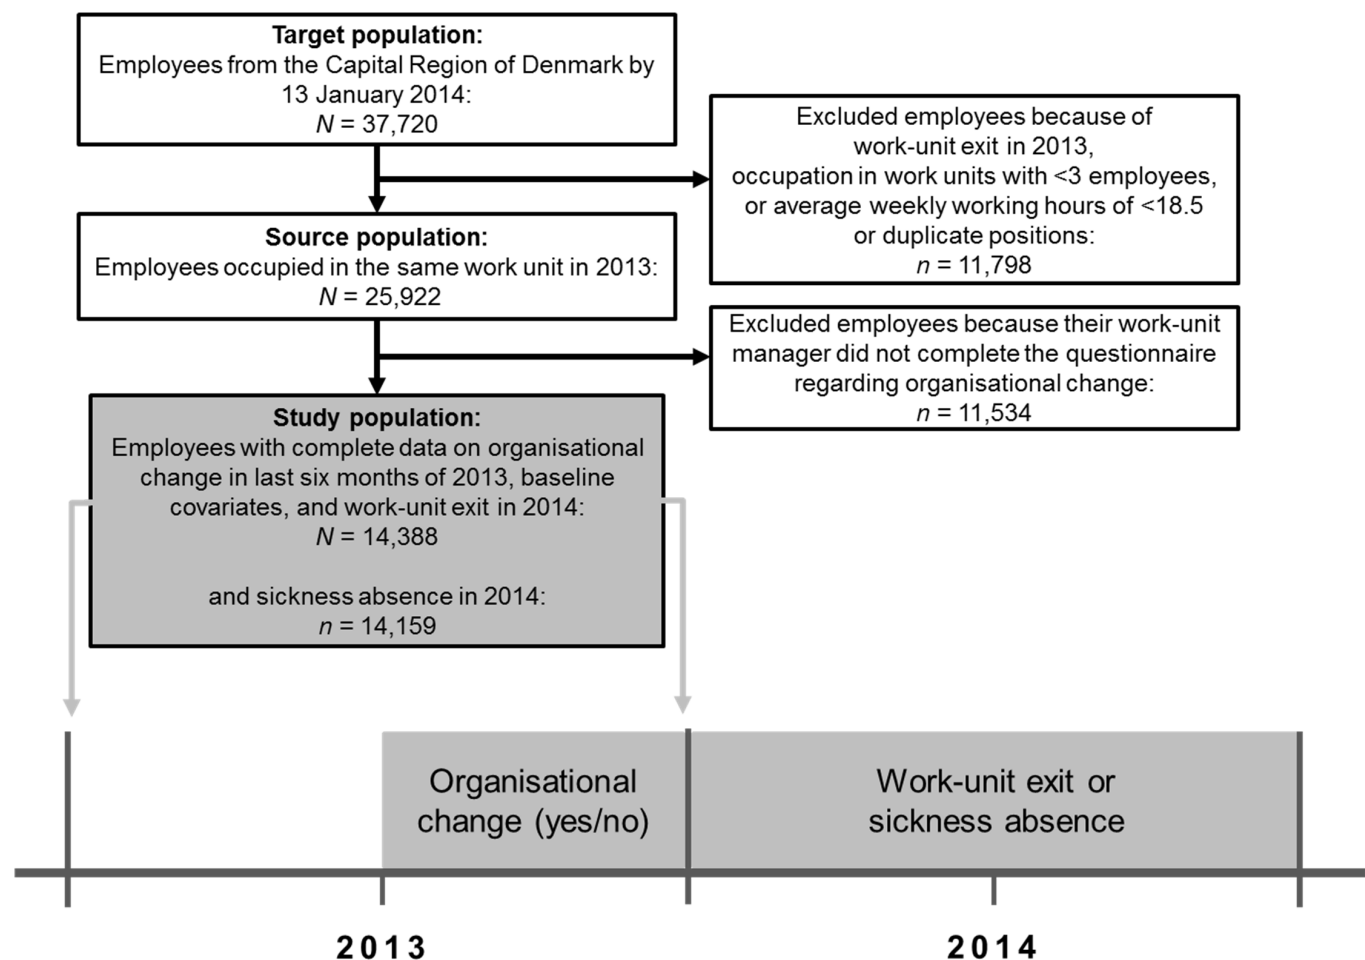 Target population:
Employees from the Capital Region of Denmark by
13 January 2014:
N = 37,720
Excluded employees because of
work-unit exit in 2013,
occupation in work units with <3 employees,
or average weekly working hours of <18.5
or duplicate positions:
n = 11,798
Source population:
Employees occupied in the same work unit in 2013:
N = 25,922
Excluded employees because their work-unit
manager did not complete the questionnaire
regarding organisational change:
n = 11,534
Study population:
Employees with complete data on organisational
change in last six months of 2013, baseline
covariates, and work-unit exit in 2014:
N = 14,388
and sickness absence in 2014:
n = 14,159
Organisational
change (yes/no)
Work-unit exit or
sickness absence
2013
2014